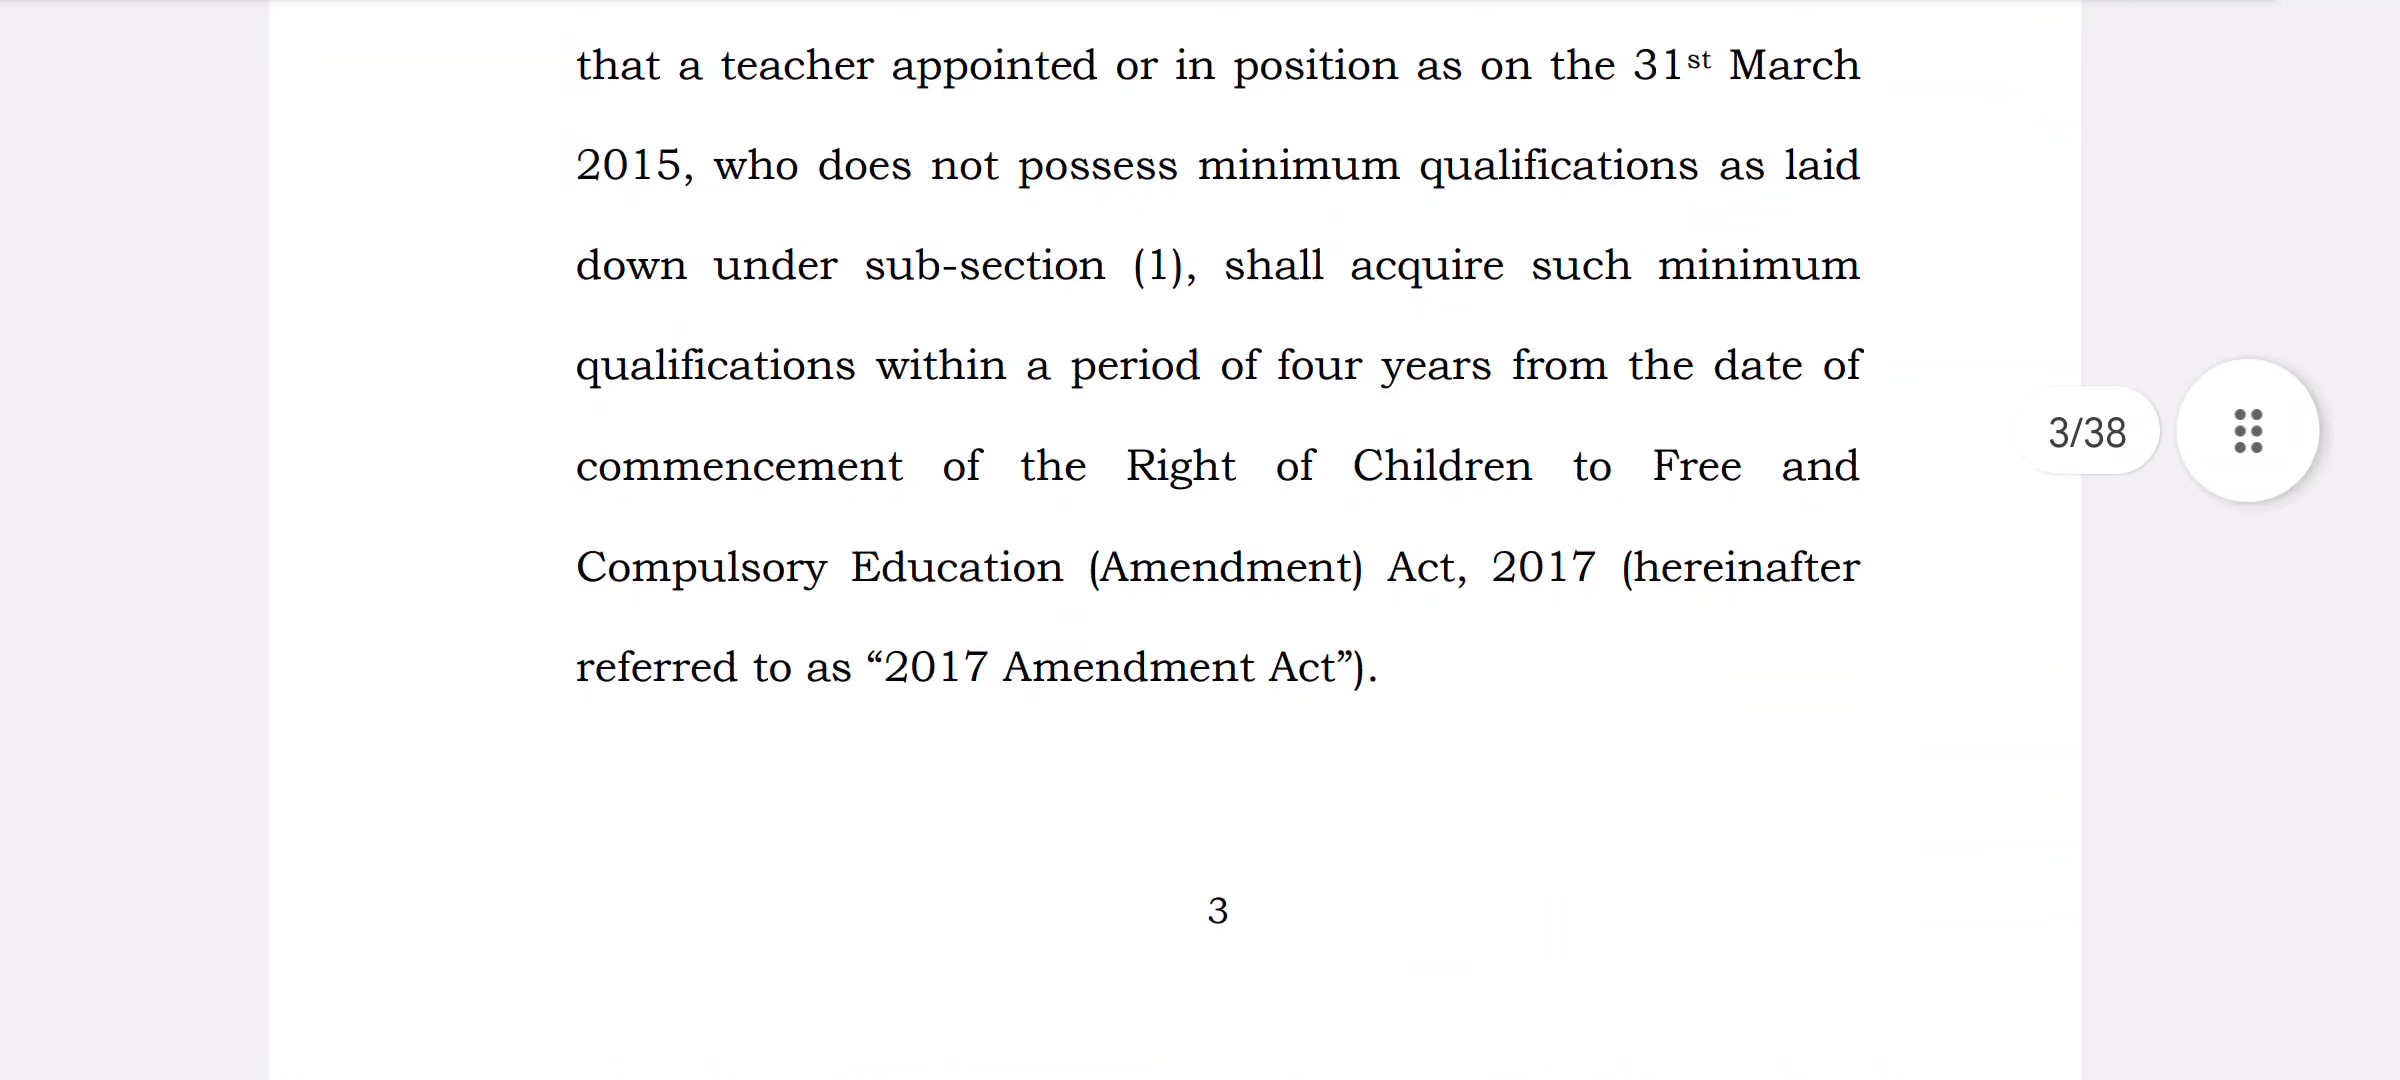 that a teacher appointed or in position as on the 31st March
2015, who does not possess minimum qualifications as laid
down under sub-section (1), shall acquire such minimum
qualifications within a period of four years from the date of
commencement of the Right of Children to Free and
Compulsory Education (Amendment) Act, 2017 (hereinafter
referred to as “2017 Amendment Act”).
3/38
3